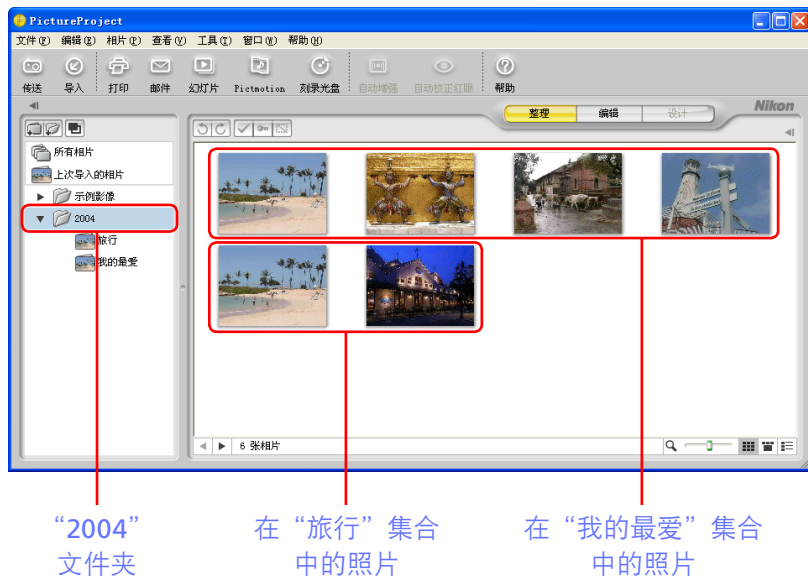 PictureProject
文件(F) 编辑(E) 相片(P) 查看(V) 工具(T) 窗口(W) 帮助(H)
传送 导入 打印 邮件 幻灯片 Pictmotion 刻录光盘 自动增强 自动校正红眼 帮助
整理 编辑 设计 Nikon
所有相片
上次导入的相片
示例影像
2004
旅行
我的最爱
6 张相片
“2004”
文件夹
在“旅行”集合
中的照片
在“我的最爱”集合
中的照片